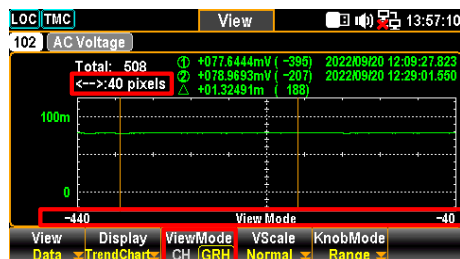 LOC TMC View 13:57:10
102 AC Voltage
Total: 508 ① +077.6444mV ( -395) 2022/09/20 12:09:27.823
<-->:40 pixels ② +078.9693mV ( -207) 2022/09/20 12:29:01.550
△ +01.32491m ( 188)
100m
0
-440 View Mode -40
View Display ViewMode VScale KnobMode
Data TrendChart CH GRH Normal Range